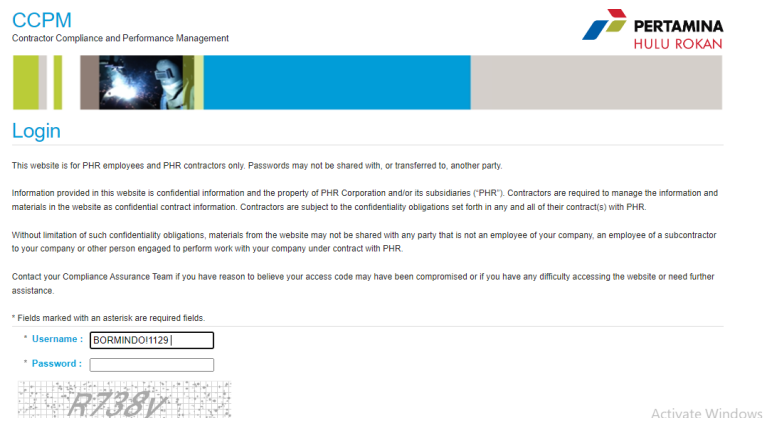 CCPM
Contractor Compliance and Performance Management
PERTAMINA
HULU ROKAN
Login
This website is for PHR employees and PHR contractors only. Passwords may not be shared with, or transferred to, another party.
Information provided in this website is confidential information and the property of PHR Corporation and/or its subsidiaries (“PHR”). Contractors are required to manage the information and
materials in the website as confidential contract information. Contractors are subject to the confidentiality obligations set forth in any and all of their contract(s) with PHR.
Without limitation of such confidentiality obligations, materials from the website may not be shared with any party that is not an employee of your company, an employee of a subcontractor
to your company or other person engaged to perform work with your company under contract with PHR.
Contact your Compliance Assurance Team if you have reason to believe your access code may have been compromised or if you have any difficulty accessing the website or need further
assistance.
* Fields marked with an asterisk are required fields.
* Username : BORMINDO!1129
* Password :
R738V
Activate Windows